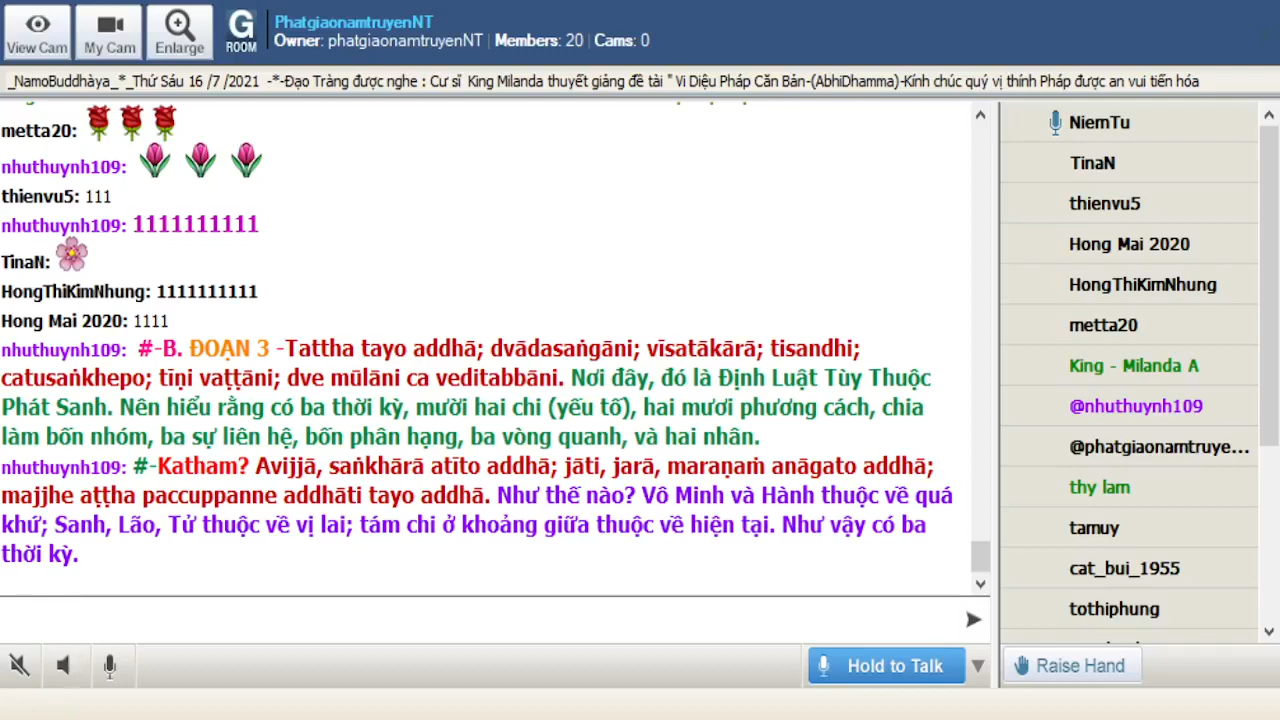 View Cam
My Cam
Enlarge
G
ROOM
PhatgiaonamtruyenNT
Owner: phatgiaonamtruyenNT | Members: 20 | Cams: 0
_NamoBuddhàya_*_Thứ Sáu 16 /7 /2021 -*-Đạo Tràng được nghe : Cư sĩ King Milanda thuyết giảng đề tài " Vi Diệu Pháp Căn Bản-(AbhiDhamma)-Kính chúc quý vị thính Pháp được an vui tiến hóa
metta20:
nhuthuynh109:
thienvu5: 111
nhuthuynh109: 1111111111
TinaN:
HongThiKimNhung: 1111111111
Hong Mai 2020: 1111
nhuthuynh109: #-B. ĐOẠN 3 -Tattha tayo addhā; dvādasaṅgāni; vīsatākārā; tisandhi;
catusaṅkhepo; tīṇi vaṭṭāni; dve mūlāni ca veditabbāni. Nơi đây, đó là Định Luật Tùy Thuộc
Phát Sanh. Nên hiểu rằng có ba thời kỳ, mười hai chi (yếu tố), hai mươi phương cách, chia
làm bốn nhóm, ba sự liên hệ, bốn phân hạng, ba vòng quanh, và hai nhân.
nhuthuynh109: #-Katham? Avijjā, saṅkhārā atīto addhā; jāti, jarā, maraṇaṁ anāgato addhā;
majjhe aṭṭha paccuppanne addhāti tayo addhā. Như thế nào? Vô Minh và Hành thuộc về quá
khứ; Sanh, Lão, Tử thuộc về vị lai; tám chi ở khoảng giữa thuộc về hiện tại. Như vậy có ba
thời kỳ.
NiemTu
TinaN
thienvu5
Hong Mai 2020
HongThiKimNhung
metta20
King - Milanda A
@nhuthuynh109
@phatgiaonamtruye...
thy lam
tamuy
cat_bui_1955
tothiphung
Hold to Talk
Raise Hand